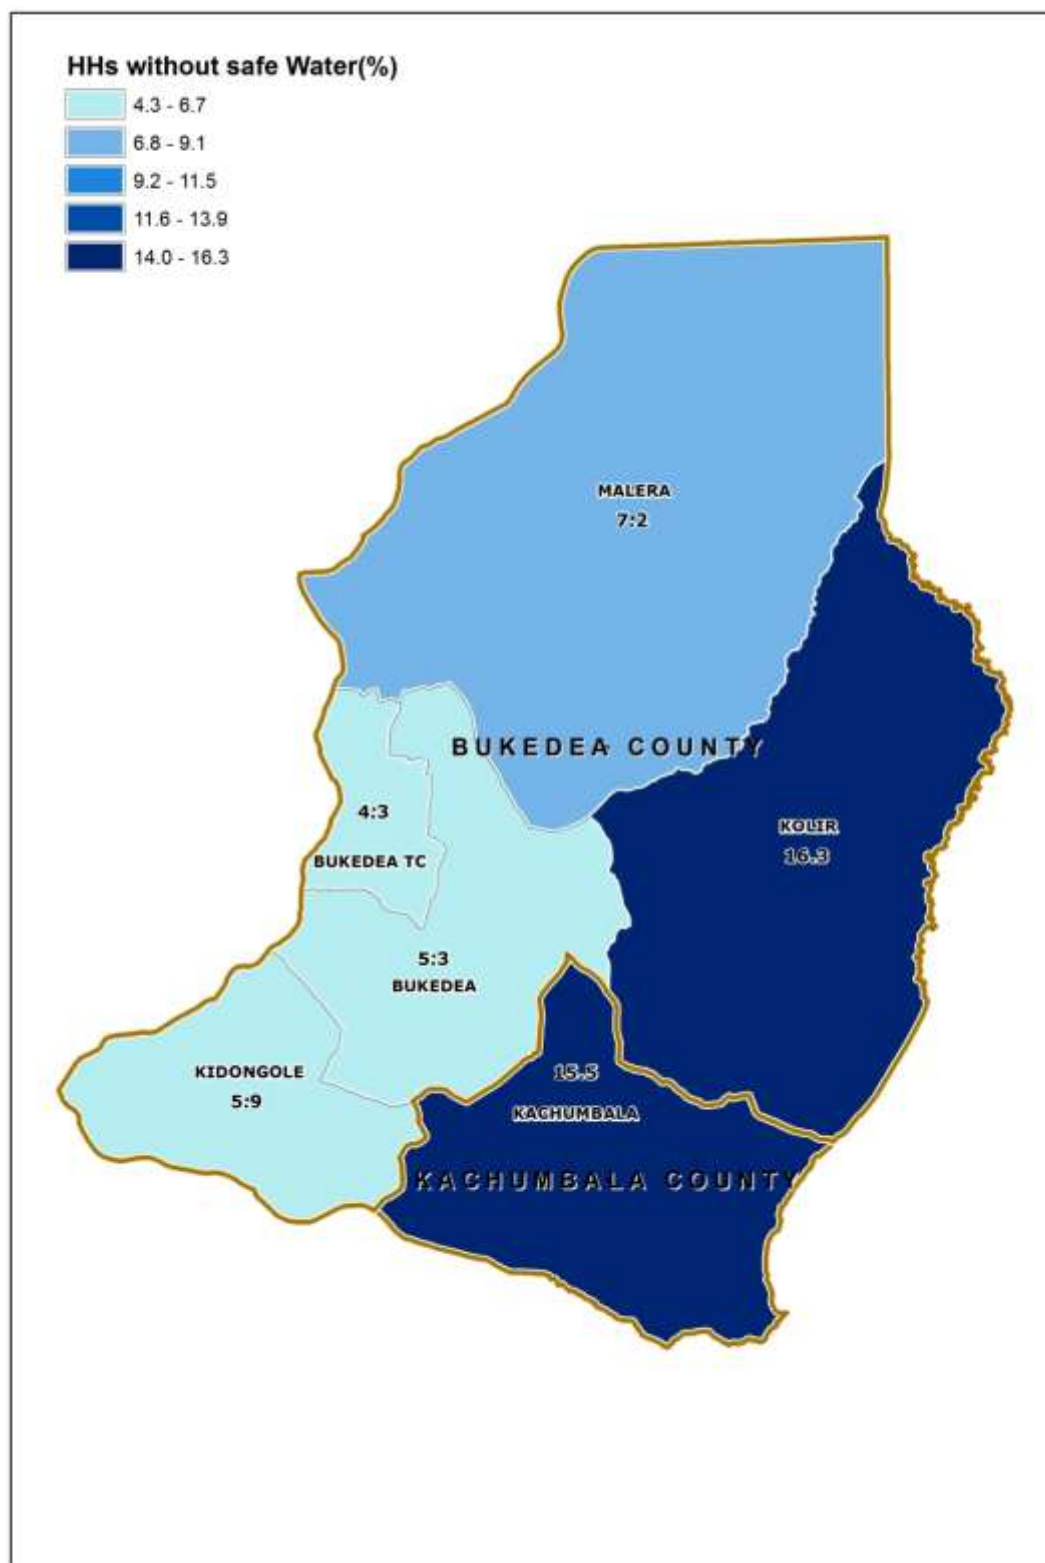 HHs without safe Water(%)
4.3 - 6.7
6.8 - 9.1
9.2 - 11.5
11.6 - 13.9
14.0 - 16.3
MALERA
7:2
BUKEDEA COUNTY
4:3
BUKEDEA TC
KOLIR
16.3
5:3
BUKEDEA
KIDONGOLE
5:9
15.5
KACHUMBALA
KACHUMBALA COUNTY